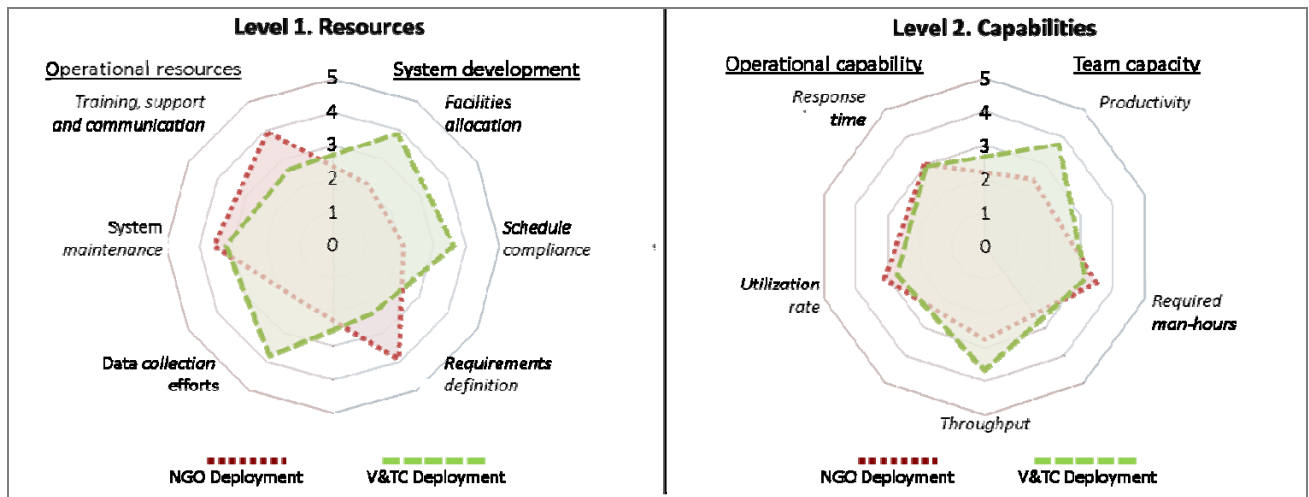 Level 1. Resources
Operational resources
System development
Training, support
and communication
Facilities
allocation
5
4
3
2
1
0
System
maintenance
Schedule
compliance
Data collection
efforts
Requirements
definition
NGO Deployment
V&TC Deployment
Level 2. Capabilities
Operational capability
Team capacity
Response
time
Productivity
5
4
3
2
1
0
Utilization
rate
Required
man-hours
Throughput
NGO Deployment
V&TC Deployment